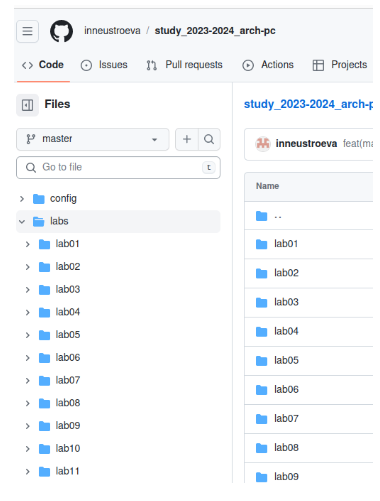 inneustroeva / study_2023-2024_arch-pc
Code Issues Pull requests Actions Projects
Files
master
Go to file t
config
labs
lab01
lab02
lab03
lab04
lab05
lab06
lab07
lab08
lab09
lab10
lab11
study_2023-2024_arch-p
inneustroeva feat(ma
Name
..
lab01
lab02
lab03
lab04
lab05
lab06
lab07
lab08
lab09